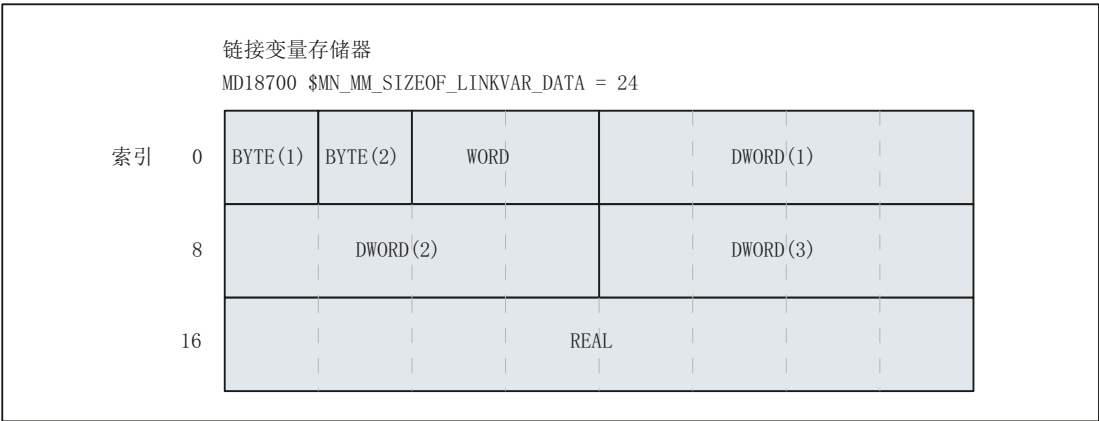 链接变量存储器
MD18700 $MN_MM_SIZEOF_LINKVAR_DATA = 24
索引 0 BYTE(1) BYTE(2) WORD DWORD(1)
8 DWORD(2) DWORD(3)
16 REAL